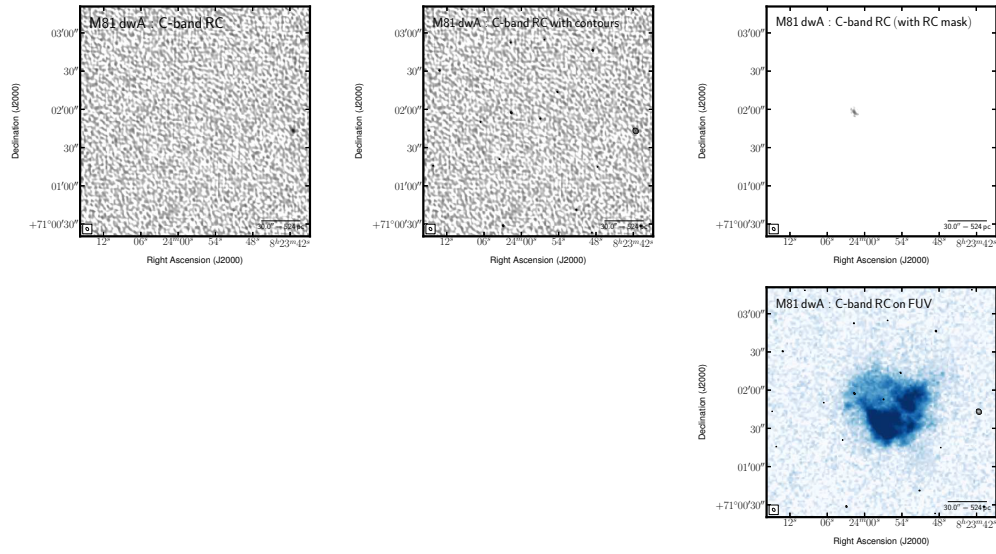 M81 dwA : C-band RC
03′00″
30″
02′00″
30″
01′00″
+71°00′30″
Declination (J2000)
30.0″ − 524 pc
12ˢ 06ˢ 24ᵐ00ˢ 54ˢ 48ˢ 8ʰ23ᵐ42ˢ
Right Ascension (J2000)
M81 dwA : C-band RC with contours
03′00″
30″
02′00″
30″
01′00″
+71°00′30″
Declination (J2000)
30.0″ − 524 pc
12ˢ 06ˢ 24ᵐ00ˢ 54ˢ 48ˢ 8ʰ23ᵐ42ˢ
Right Ascension (J2000)
M81 dwA : C-band RC (with RC mask)
03′00″
30″
02′00″
30″
01′00″
+71°00′30″
Declination (J2000)
30.0″ − 524 pc
12ˢ 06ˢ 24ᵐ00ˢ 54ˢ 48ˢ 8ʰ23ᵐ42ˢ
Right Ascension (J2000)
M81 dwA : C-band RC on FUV
03′00″
30″
02′00″
30″
01′00″
+71°00′30″
Declination (J2000)
30.0″ − 524 pc
12ˢ 06ˢ 24ᵐ00ˢ 54ˢ 48ˢ 8ʰ23ᵐ42ˢ
Right Ascension (J2000)